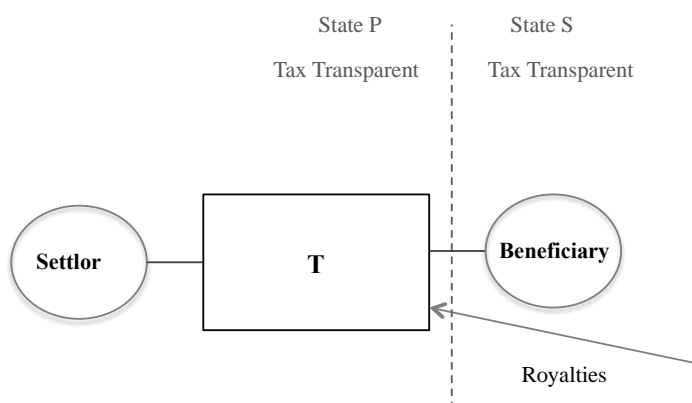 State P State S
Tax Transparent Tax Transparent
Settlor T Beneficiary
Royalties